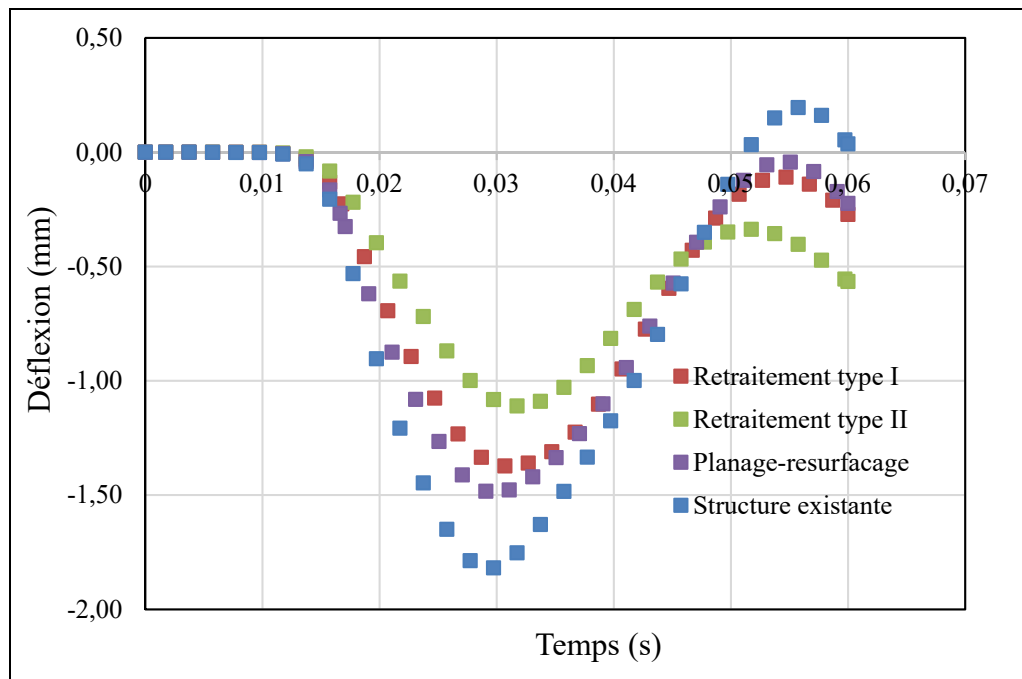 0,50
0,00
-0,50
-1,00
-1,50
-2,00
0 0,01 0,02 0,03 0,04 0,05 0,06 0,07
Déflexion (mm)
Temps (s)
Retraitement type I
Retraitement type II
Planage-resurfacage
Structure existante